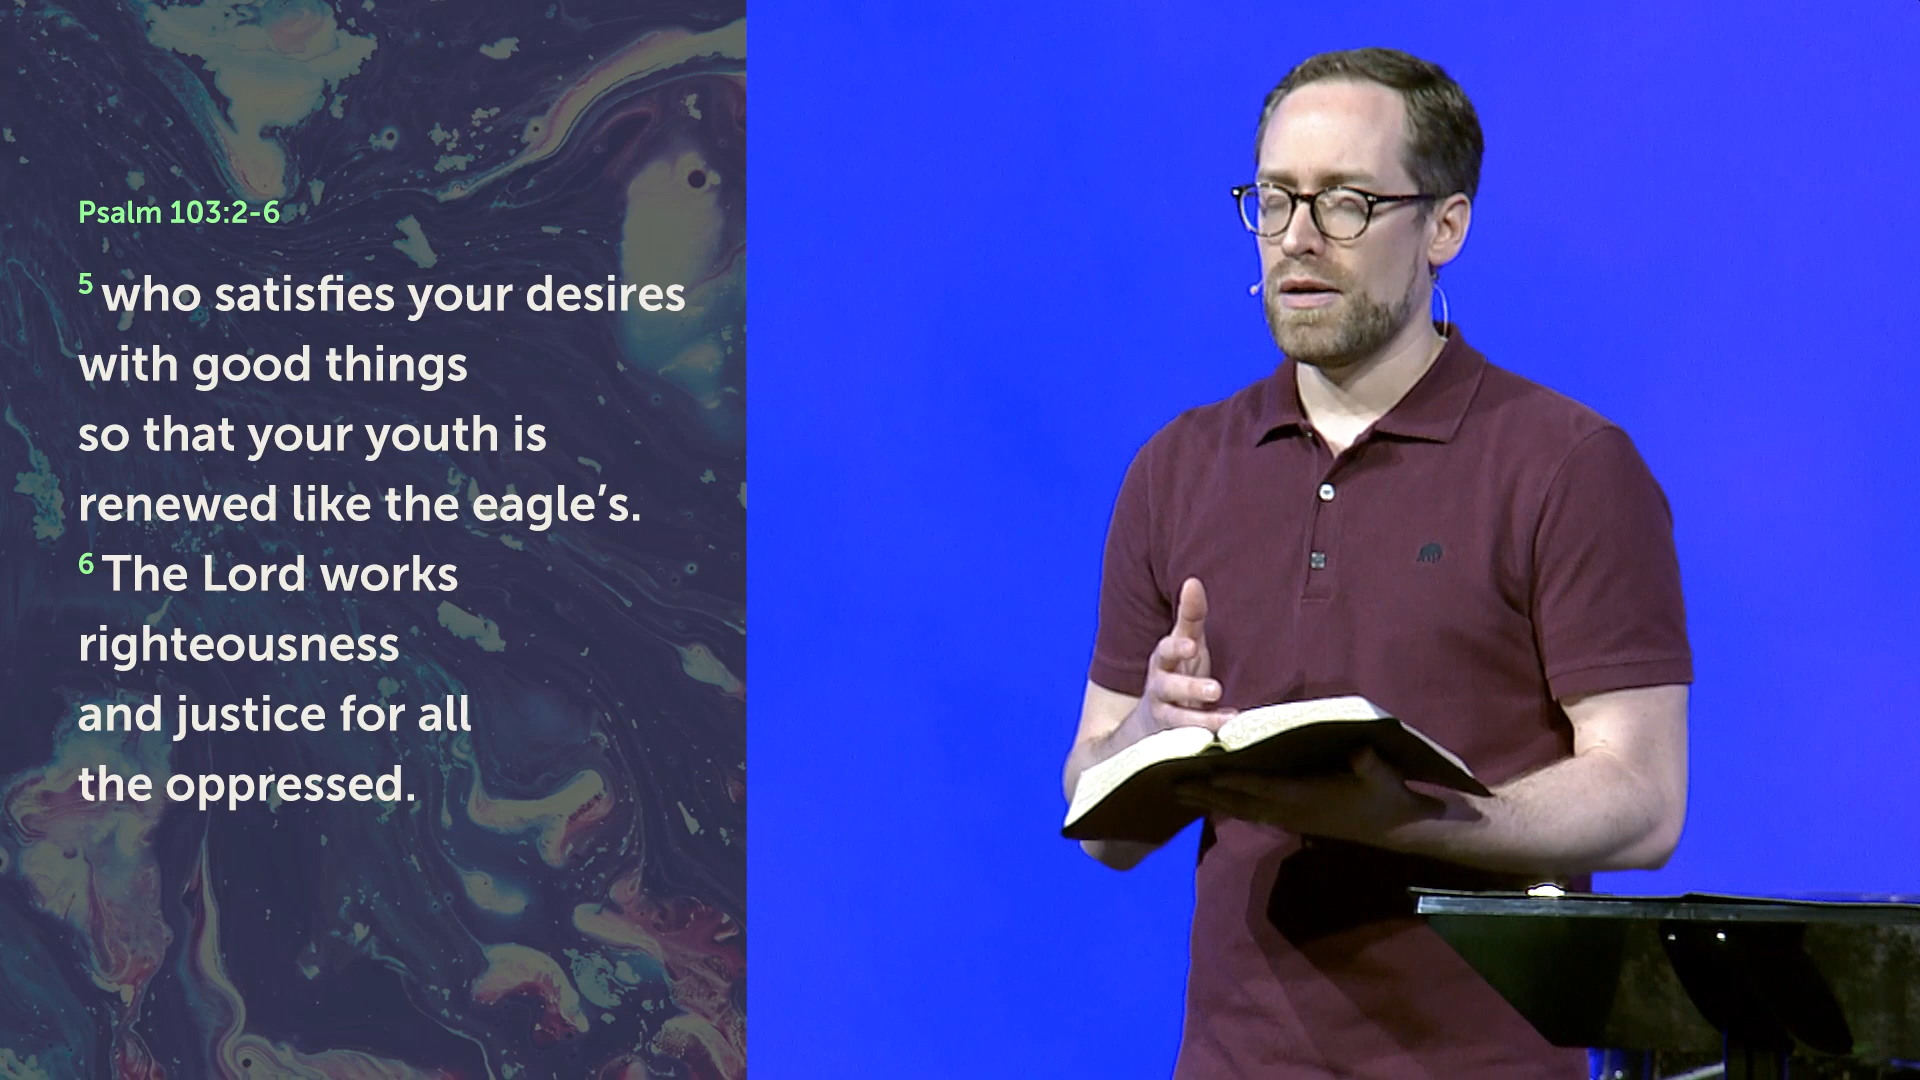 Psalm 103:2-6
5 who satisfies your desires
with good things
so that your youth is
renewed like the eagle’s.
6 The Lord works
righteousness
and justice for all
the oppressed.